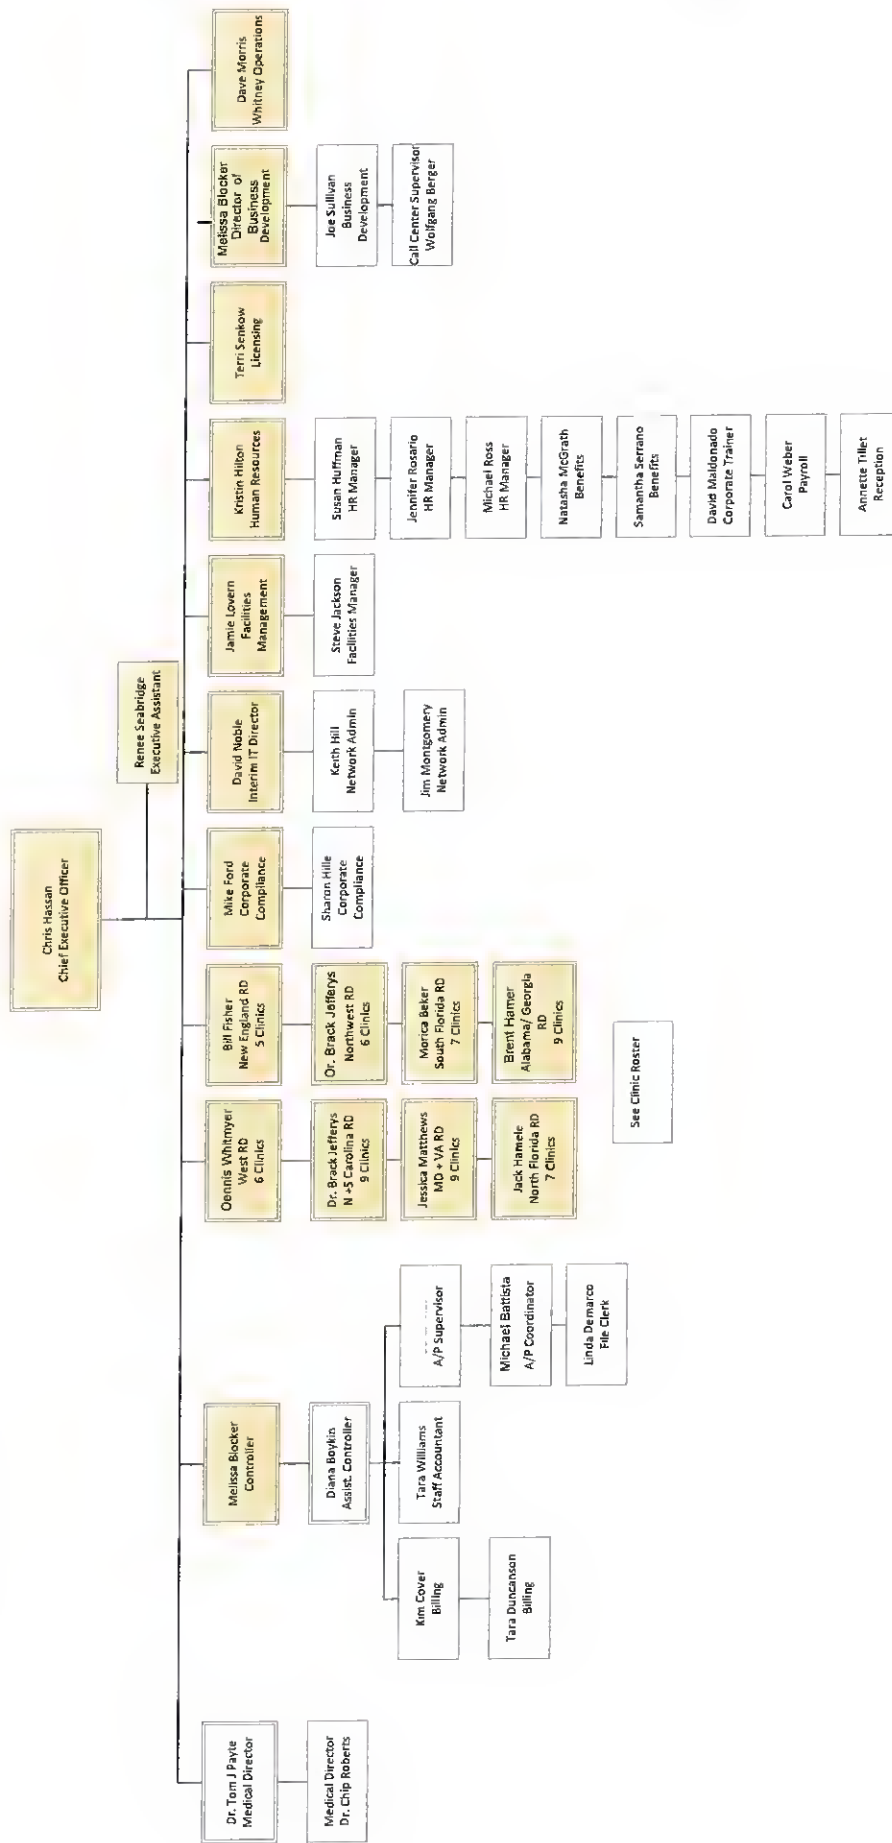 Chris Hassan
Chief Executive Officer
Renee Seabridge
Executive Assistant
Dr. Tom J Payte
Medical Director
Medical Director
Dr. Chip Roberts
Melissa Blocker
Controller
Diana Boykin
Assist. Controller
Kim Cover
Billing
Tara Duncanson
Billing
Tara Williams
Staff Accountant
A/P Supervisor
Michael Battista
A/P Coordinator
Linda Demarco
File Clerk
Oennis Whitmyer
West RD
6 Clinics
Dr. Brack Jefferys
N +S Carolina RD
9 Clinics
Jessica Matthews
MD + VA RD
9 Clinics
Jack Hamele
North Florida RD
7 Clinics
Bill Fisher
New England RD
5 Clinics
Or. Brack Jefferys
Northwest RD
6 Clinics
Morica Beker
South Florida RD
7 Clinics
Brent Hamer
Alabama/ Georgia
RD
9 Clinics
See Clinic Roster
Mike Ford
Corporate
Compliance
Sharon Hille
Corporate
Compliance
David Noble
Interim IT Director
Keith Hill
Network Admin
Jim Montgomery
Network Admin
Jamie Lovern
Facilities
Management
Steve Jackson
Facilities Manager
Kristin Hilton
Human Resources
Susan Huffman
HR Manager
Jennifer Rosario
HR Manager
Michael Ross
HR Manager
Natasha McGrath
Benefits
Samantha Serrano
Benefits
David Maldonado
Corporate Trainer
Carol Weber
Payroll
Annette Tillet
Reception
Terri Senkow
Licensing
Melissa Blocker
Director of
Business
Development
Joe Sullivan
Business
Development
Call Center Supervisor
Wolfgang Berger
Dave Morris
Whitney Operations